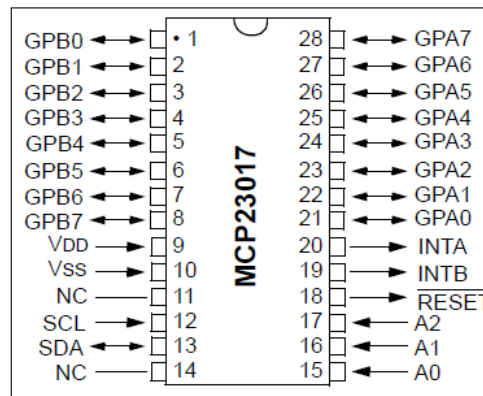 GPB0 • 1 28 GPA7
GPB1 2 27 GPA6
GPB2 3 26 GPA5
GPB3 4 25 GPA4
GPB4 5 24 GPA3
GPB5 6 23 GPA2
GPB6 7 22 GPA1
GPB7 8 21 GPA0
VDD 9 20 INTA
VSS 10 19 INTB
NC 11 18 RESET
SCL 12 17 A2
SDA 13 16 A1
NC 14 15 A0
MCP23017